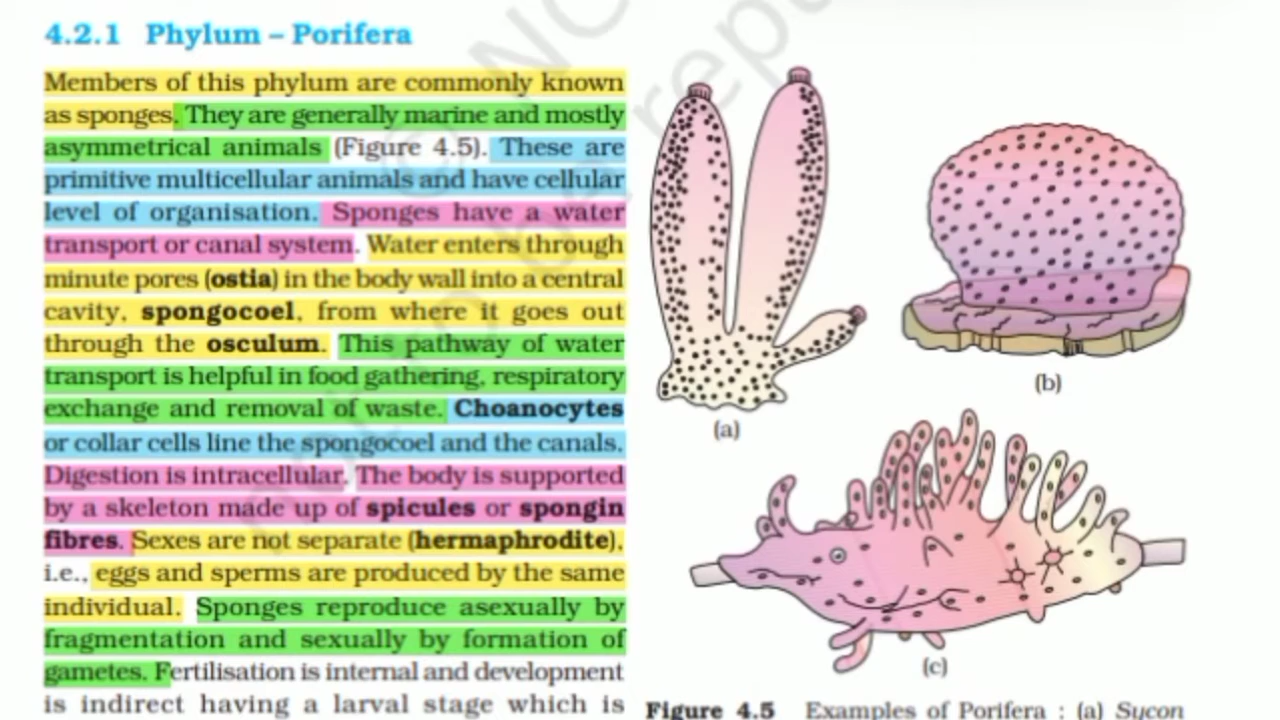 4.2.1 Phylum – Porifera
Members of this phylum are commonly known
as sponges. They are generally marine and mostly
asymmetrical animals (Figure 4.5). These are
primitive multicellular animals and have cellular
level of organisation. Sponges have a water
transport or canal system. Water enters through
minute pores (ostia) in the body wall into a central
cavity, spongocoel, from where it goes out
through the osculum. This pathway of water
transport is helpful in food gathering, respiratory
exchange and removal of waste. Choanocytes
or collar cells line the spongocoel and the canals.
Digestion is intracellular. The body is supported
by a skeleton made up of spicules or spongin
fibres. Sexes are not separate (hermaphrodite),
i.e., eggs and sperms are produced by the same
individual. Sponges reproduce asexually by
fragmentation and sexually by formation of
gametes. Fertilisation is internal and development
is indirect having a larval stage which is
(a)
(b)
(c)
Figure 4.5 Examples of Porifera : (a) Sycon